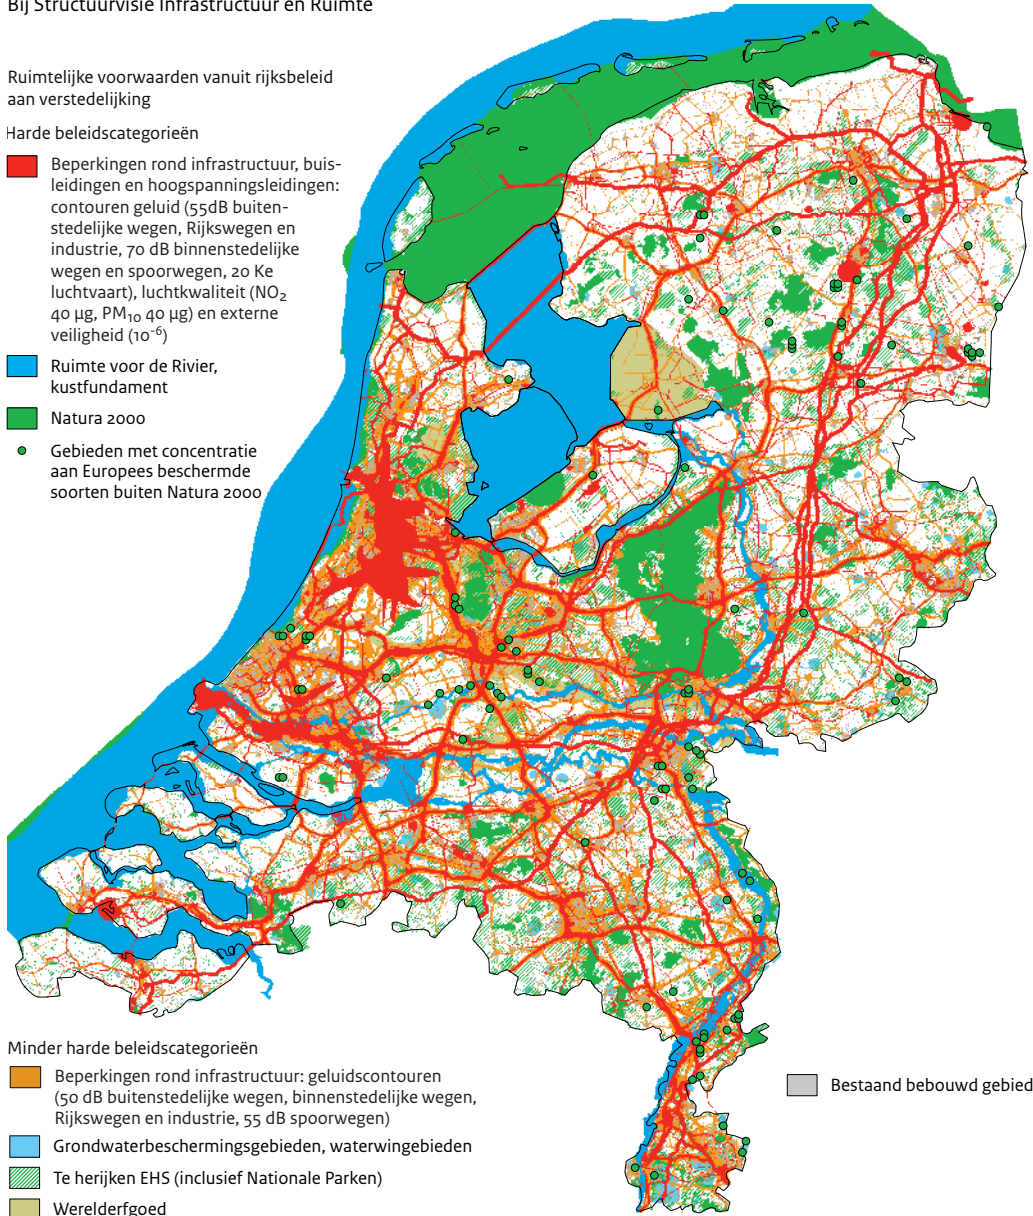 Bij Structuurvisie Infrastructuur en Ruimte
Ruimtelijke voorwaarden vanuit rijksbeleid
aan verstedelijking
Harde beleidscategorieën
Beperkingen rond infrastructuur, buis-
leidingen en hoogspanningsleidingen:
contouren geluid (55dB buiten-
stedelijke wegen, Rijkswegen en
industrie, 70 dB binnenstedelijke
wegen en spoorwegen, 20 Ke
luchtvaart), luchtkwaliteit (NO₂
40 µg, PM₁₀ 40 µg) en externe
veiligheid (10⁻⁶)
Ruimte voor de Rivier,
kustfundament
Natura 2000
Gebieden met concentratie
aan Europees beschermde
soorten buiten Natura 2000
Minder harde beleidscategorieën
Beperkingen rond infrastructuur: geluidscontouren
(50 dB buitenstedelijke wegen, binnenstedelijke wegen,
Rijkswegen en industrie, 55 dB spoorwegen)
Grondwaterbeschermingsgebieden, waterwingebieden
Te herijken EHS (inclusief Nationale Parken)
Werelderfgoed
Bestaand bebouwd gebied